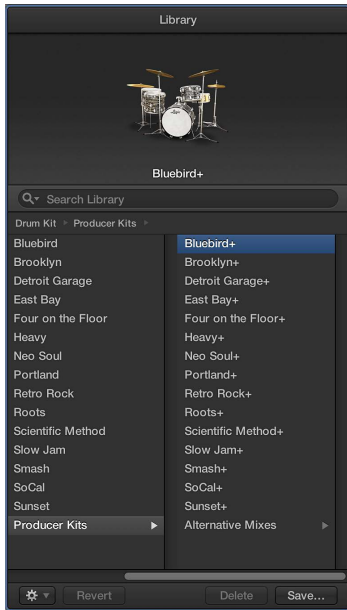 Library
Bluebird+
Search Library
Drum Kit Producer Kits
Bluebird
Brooklyn
Detroit Garage
East Bay
Four on the Floor
Heavy
Neo Soul
Portland
Retro Rock
Roots
Scientific Method
Slow Jam
Smash
SoCal
Sunset
Producer Kits
Bluebird+
Brooklyn+
Detroit Garage+
East Bay+
Four on the Floor+
Heavy+
Neo Soul+
Portland+
Retro Rock+
Roots+
Scientific Method+
Slow Jam+
Smash+
SoCal+
Sunset+
Alternative Mixes
Revert Delete Save...